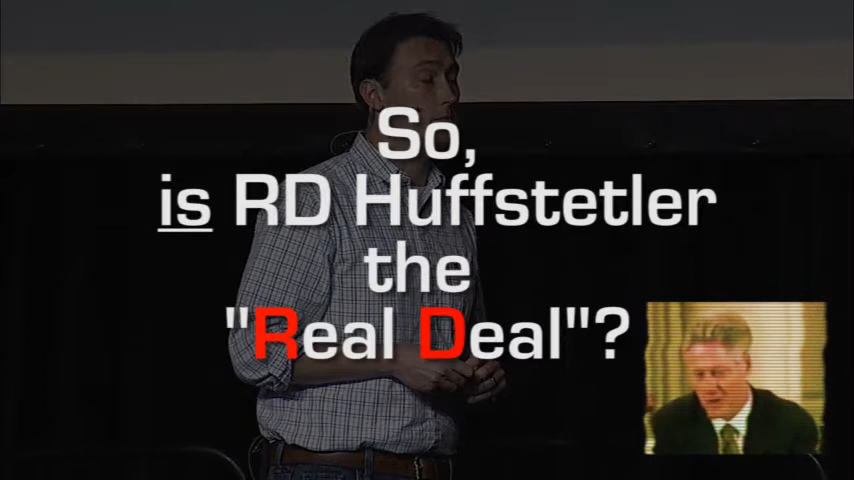 So,
is RD Huffstetler
the
"Real Deal"?